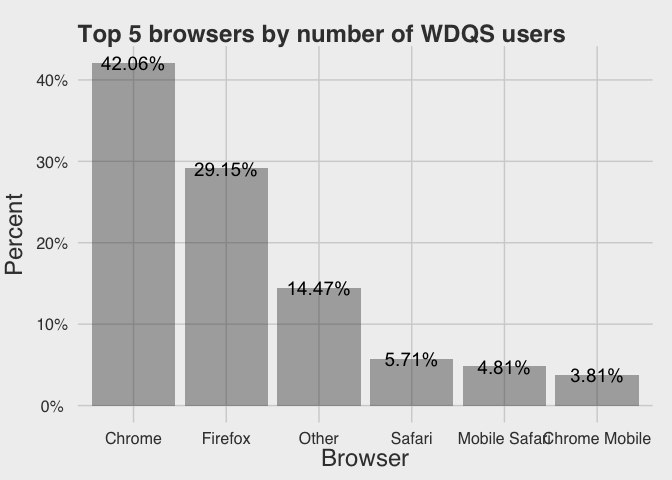 Top 5 browsers by number of WDQS users
42.06%
40%
30%
29.15%
20%
14.47%
10%
5.71%
4.81%
3.81%
0%
Percent
Chrome Firefox Other Safari Mobile Safari Chrome Mobile
Browser